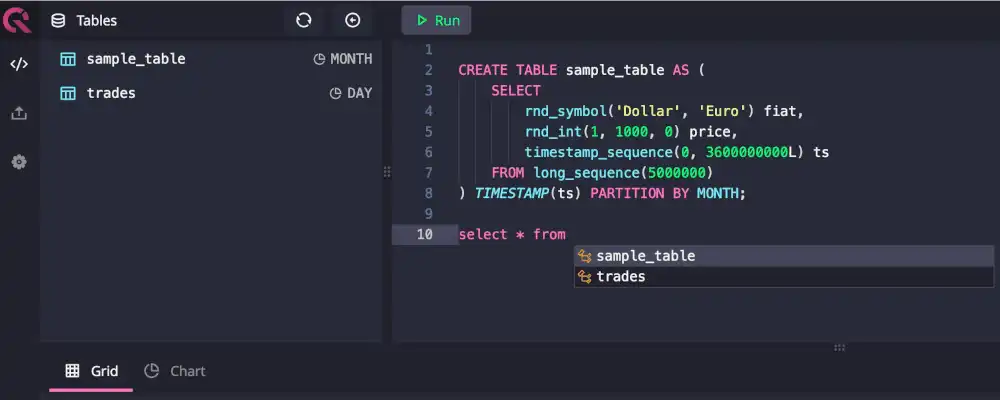 Tables
sample_table MONTH
trades DAY
Run
1
2 CREATE TABLE sample_table AS (
3 SELECT
4 rnd_symbol('Dollar', 'Euro') fiat,
5 rnd_int(1, 1000, 0) price,
6 timestamp_sequence(0, 3600000000L) ts
7 FROM long_sequence(5000000)
8 ) TIMESTAMP(ts) PARTITION BY MONTH;
9
10 select * from
sample_table
trades
Grid Chart